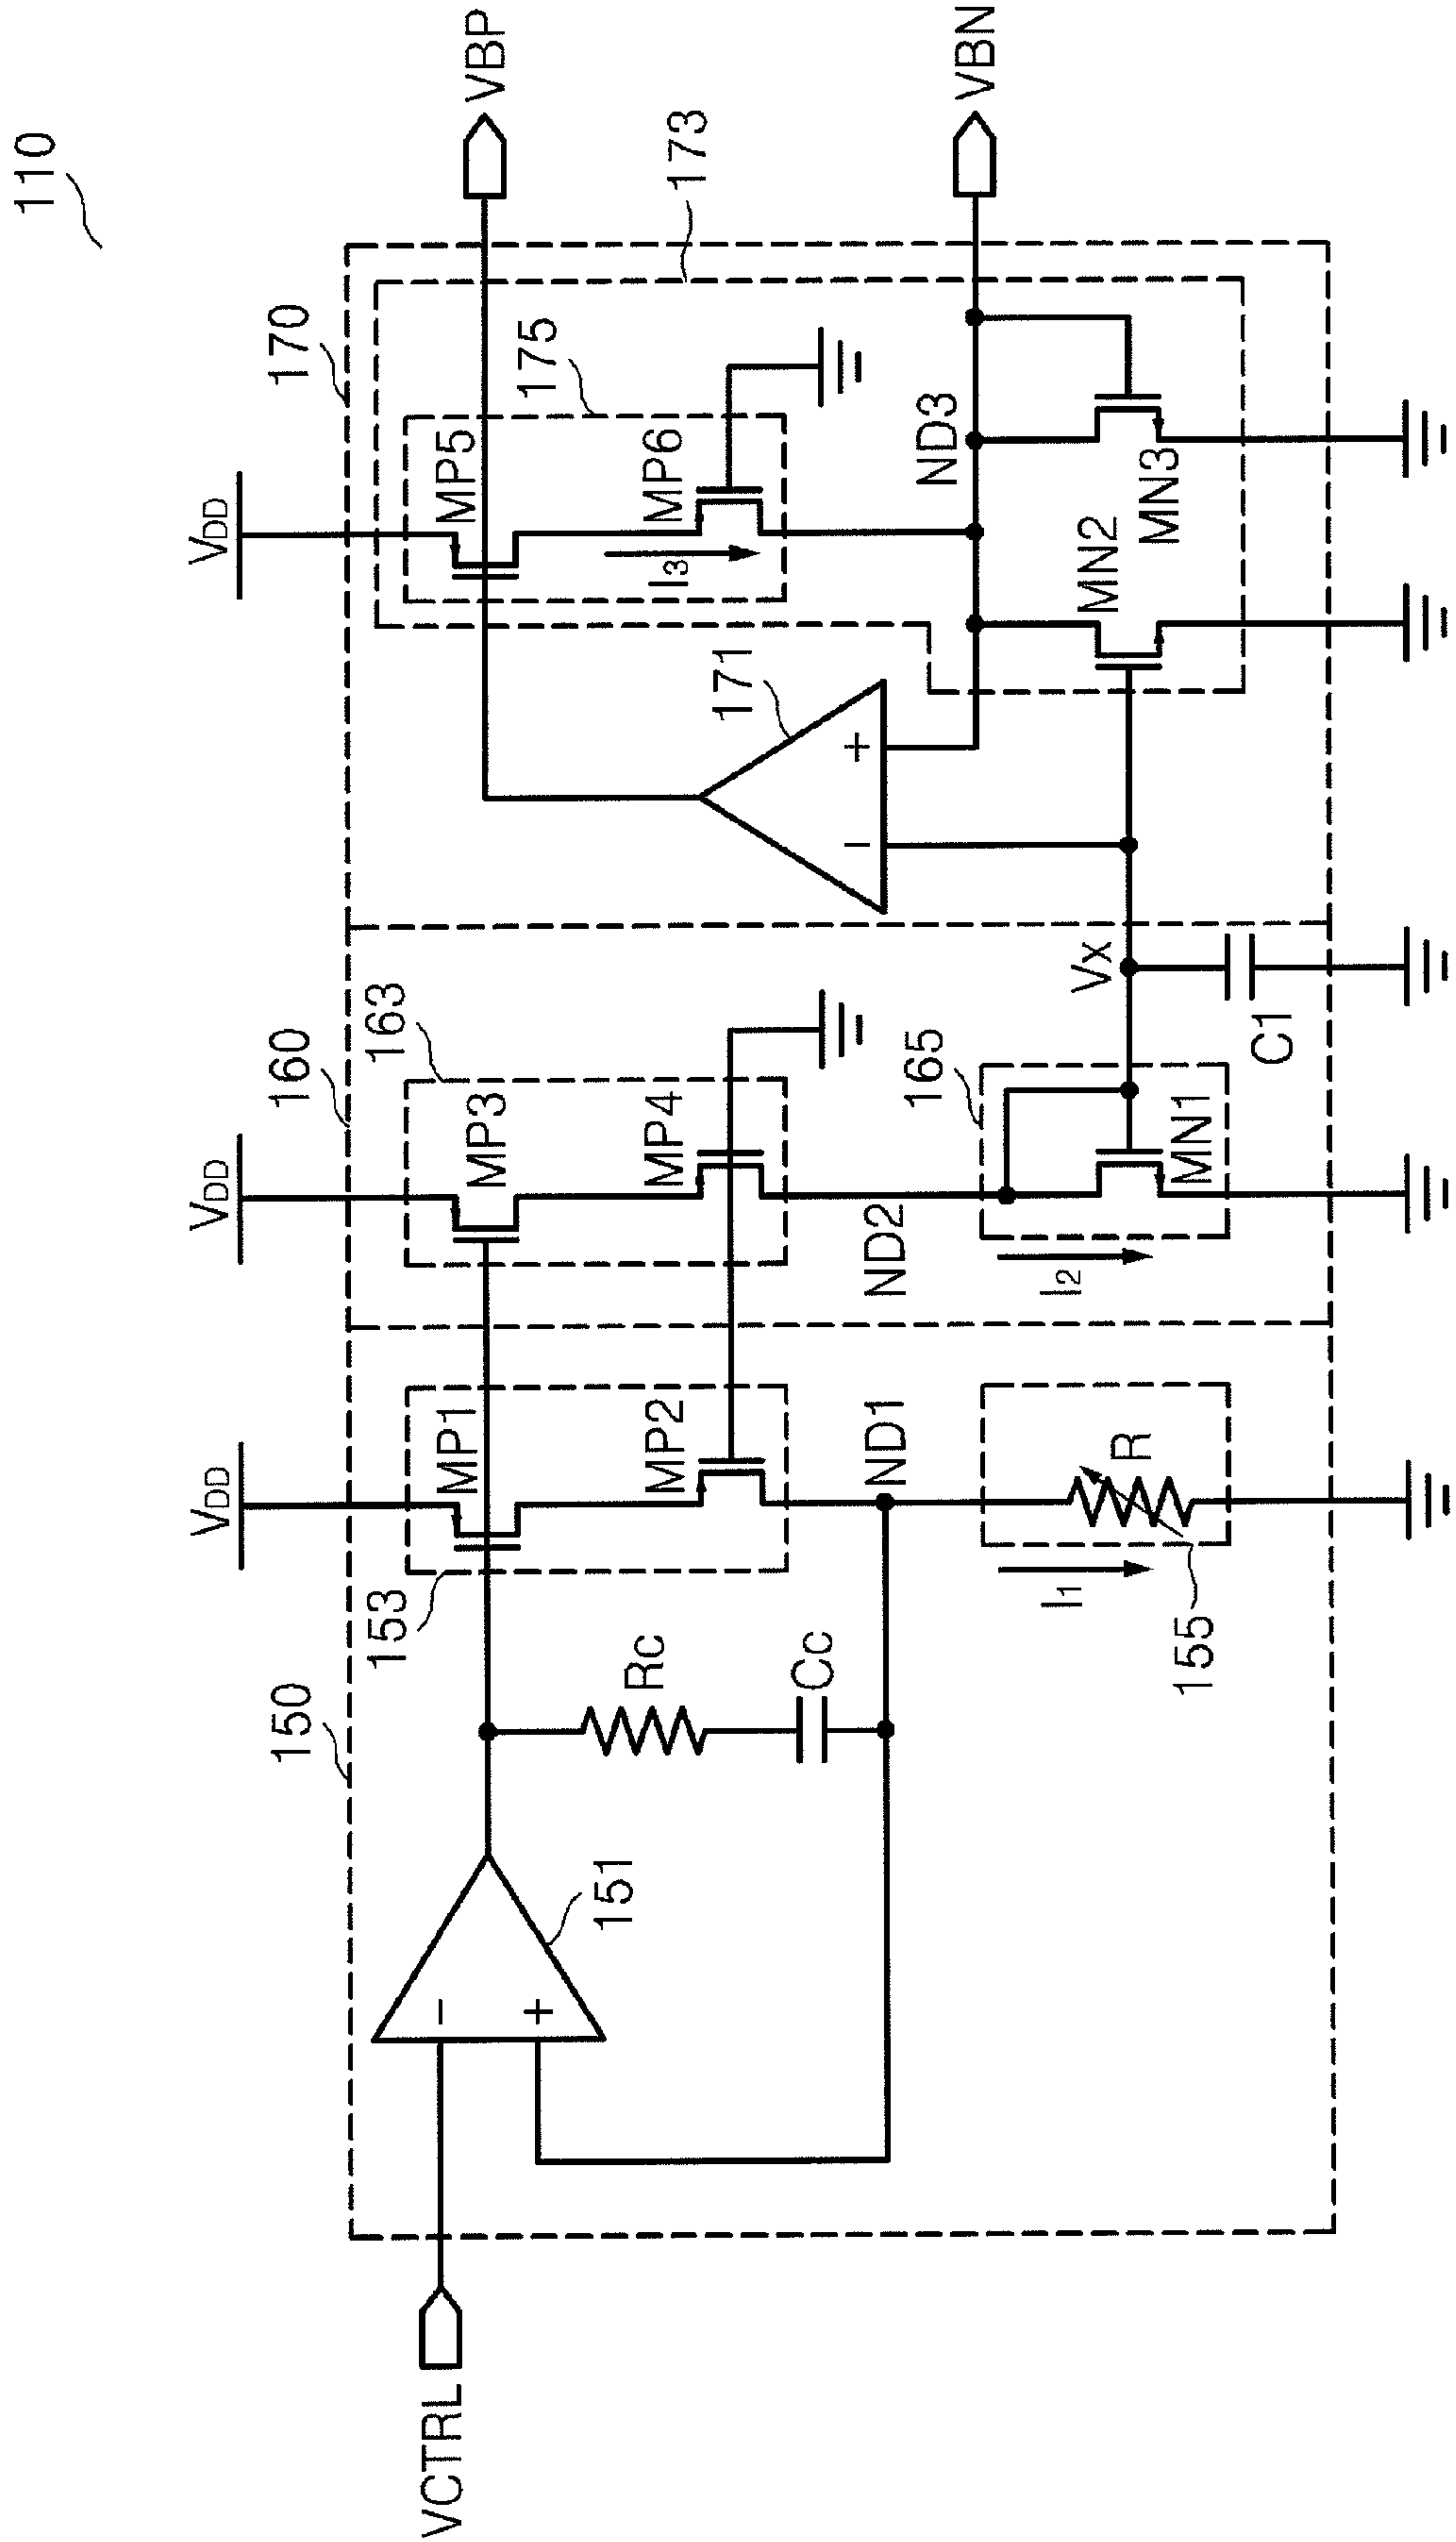 110
170
173
160
163
150
VDD
VDD
VDD
175
153
MP1
MP3
MP5
VBP
MP2
MP4
MP6
I3
151
−
+
Rc
Cc
171
−
+
ND1
ND2
ND3
VBN
165
Vx
I1
R
155
I2
MN1
C1
MN2
MN3
VCTRL